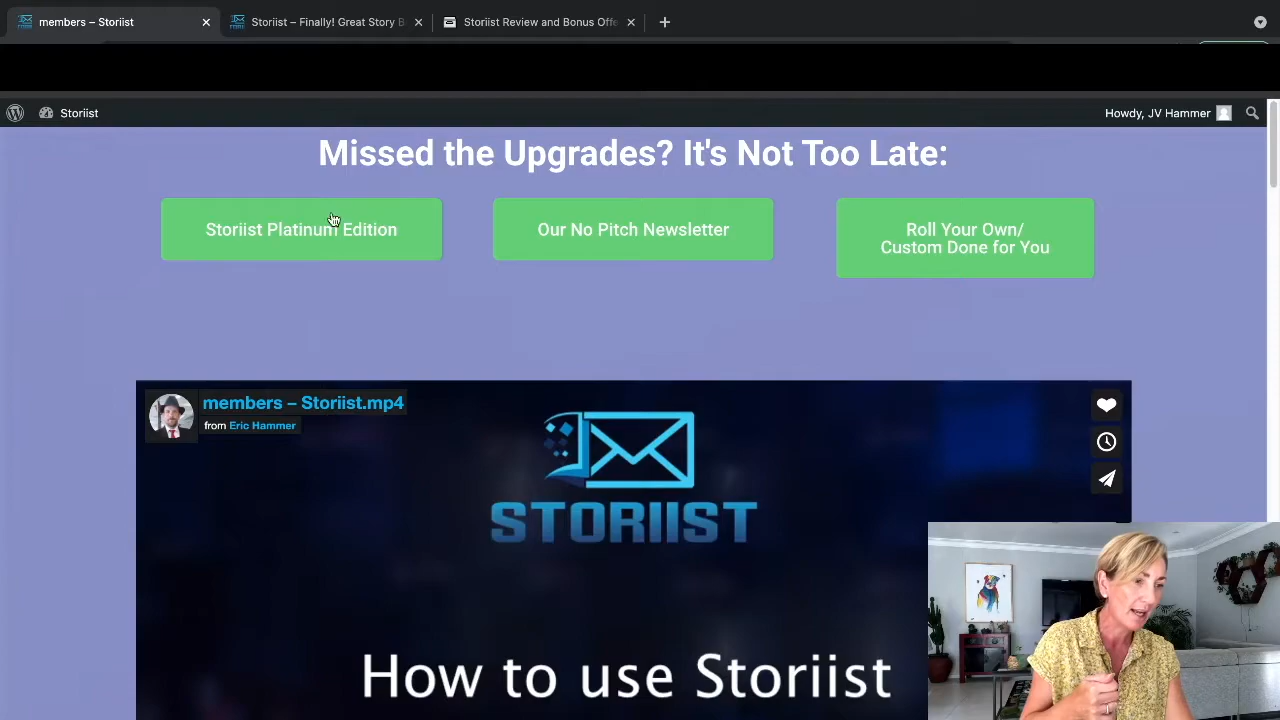 members – Storiist
Storiist – Finally! Great Story B
Storiist Review and Bonus Offe
Storiist
Howdy, JV Hammer
Missed the Upgrades? It's Not Too Late:
Storiist Platinum Edition
Our No Pitch Newsletter
Roll Your Own/
Custom Done for You
members – Storiist.mp4
from Eric Hammer
STORIIST
How to use Storiist